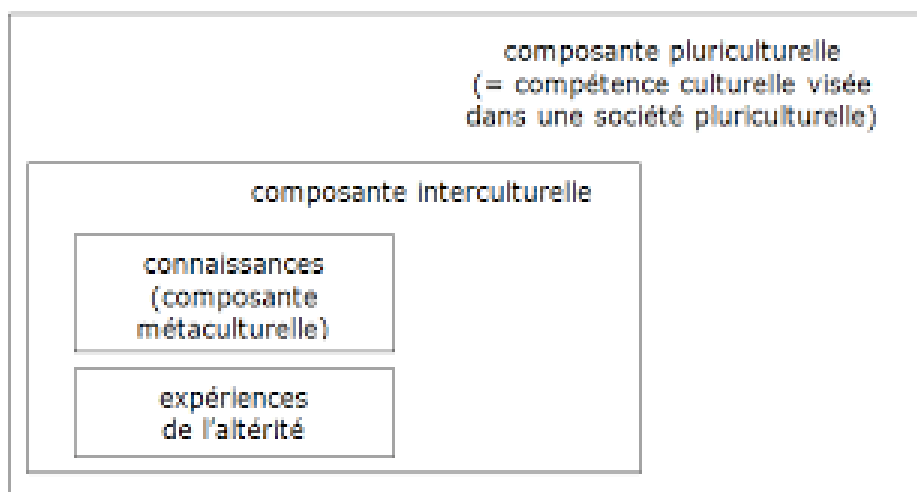 composante pluriculturelle
(= compétence culturelle visée
dans une société pluriculturelle)
composante interculturelle
connaissances
(composante
métaculturelle)
expériences
de l'altérité